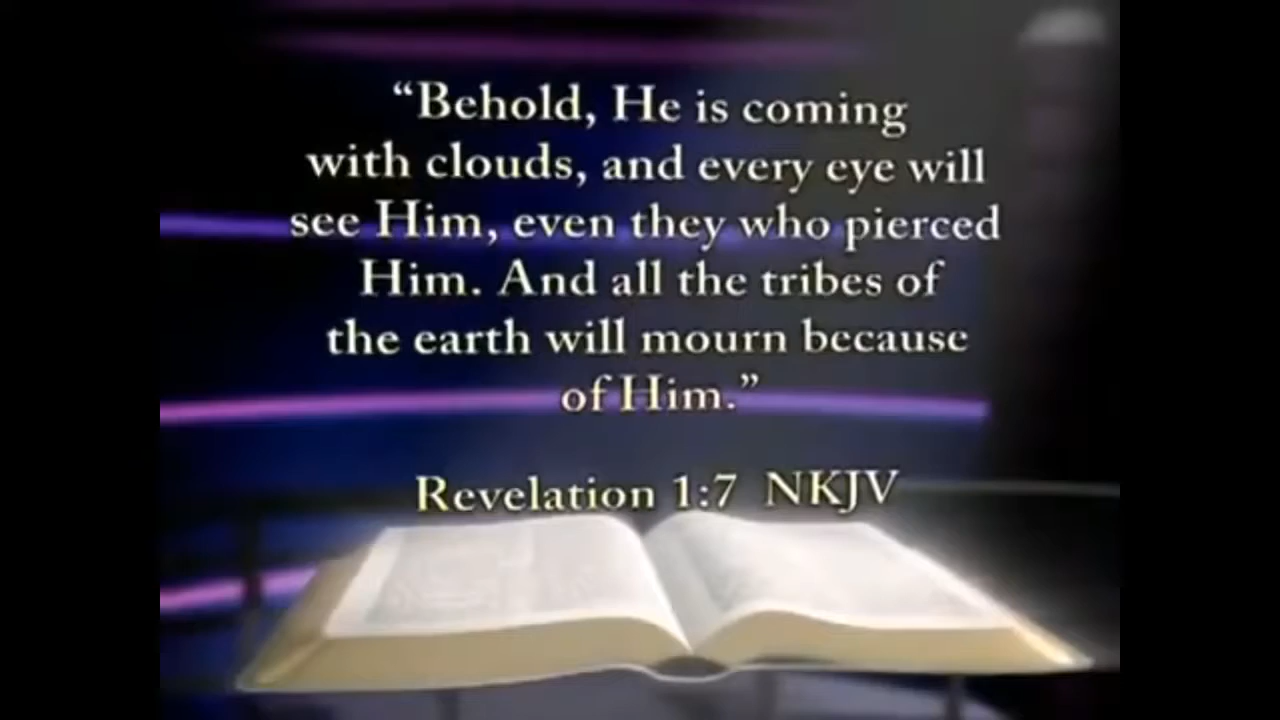 “Behold, He is coming
with clouds, and every eye will
see Him, even they who pierced
Him. And all the tribes of
the earth will mourn because
of Him.”
Revelation 1:7 NKJV